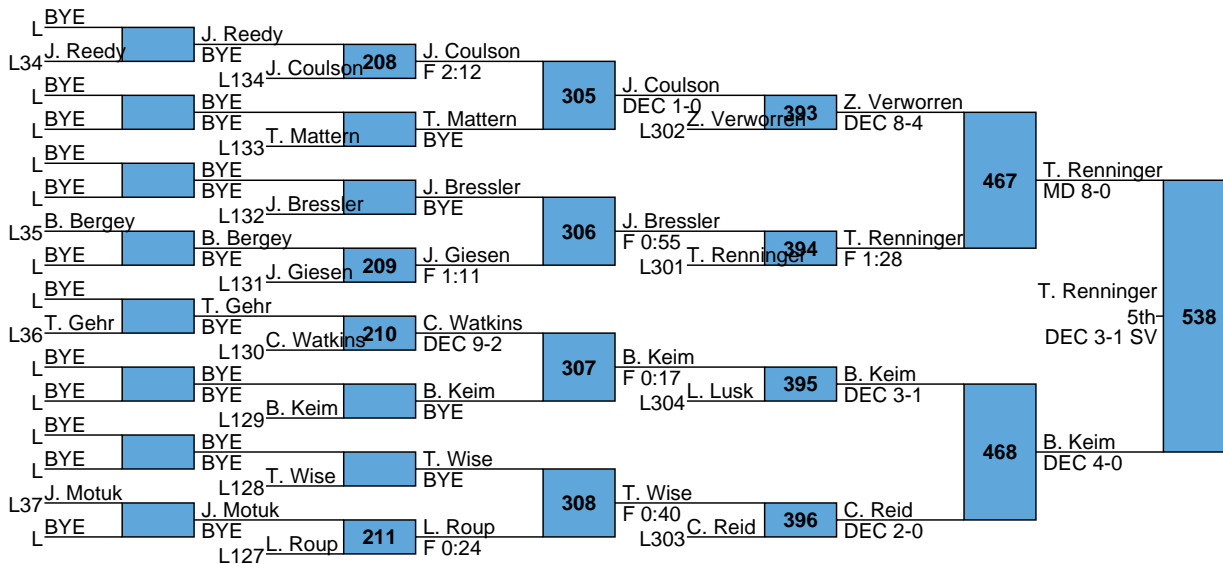 BYE
L
J. Reedy
L34
J. Reedy
BYE
208
L134
J. Coulson
J. Coulson
F 2:12
BYE
L
BYE
L
BYE
BYE
L133
T. Mattern
T. Mattern
BYE
305
J. Coulson
DEC 1-0
L302
Z. Verworren
393
Z. Verworren
DEC 8-4
BYE
L
BYE
L
BYE
BYE
L132
J. Bressler
J. Bressler
BYE
306
B. Bergey
L35
BYE
L
B. Bergey
BYE
209
L131
J. Giesen
J. Giesen
F 1:11
J. Bressler
F 0:55
L301
T. Renninger
394
T. Renninger
F 1:28
467
T. Renninger
MD 8-0
BYE
L
T. Gehr
L36
T. Gehr
BYE
210
L130
C. Watkins
C. Watkins
DEC 9-2
307
BYE
L
BYE
L
BYE
BYE
L129
B. Keim
B. Keim
BYE
B. Keim
F 0:17
L304
L. Lusk
395
B. Keim
DEC 3-1
T. Renninger
5th
DEC 3-1 SV
538
BYE
L
BYE
L
BYE
BYE
L128
T. Wise
T. Wise
BYE
308
J. Motuk
L37
BYE
L
J. Motuk
BYE
211
L127
L. Roup
L. Roup
F 0:24
T. Wise
F 0:40
L303
C. Reid
396
C. Reid
DEC 2-0
468
B. Keim
DEC 4-0